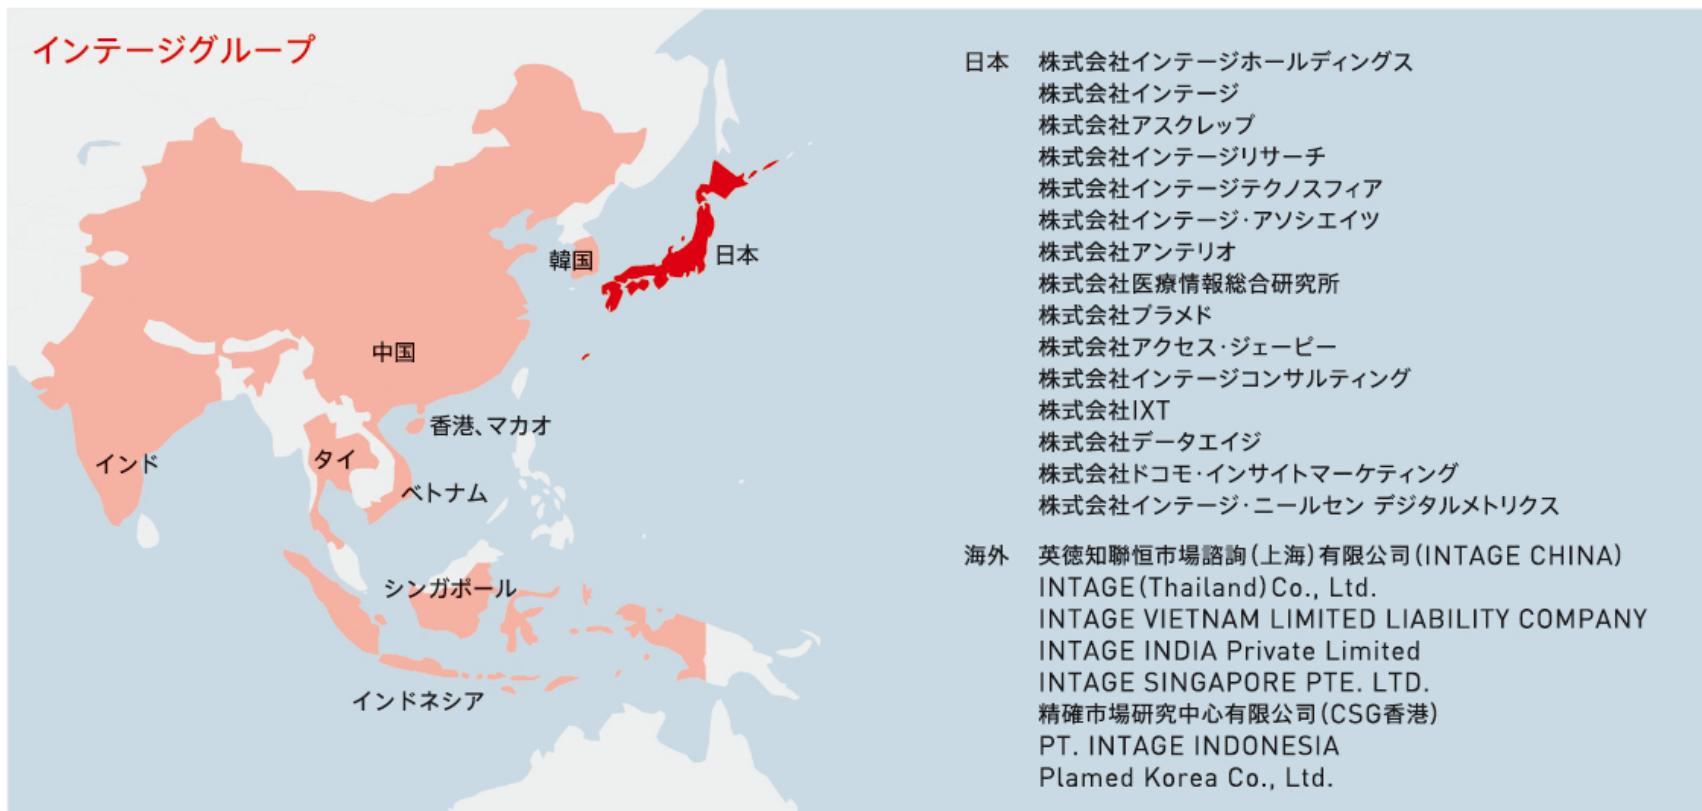 インテージグループ
韓国
日本
中国
香港、マカオ
インド
タイ
ベトナム
シンガポール
インドネシア
日本 株式会社インテージホールディングス
株式会社インテージ
株式会社アスクレップ
株式会社インテージリサーチ
株式会社インテージテクノスフィア
株式会社インテージ・アソシエイツ
株式会社アンテリオ
株式会社医療情報総合研究所
株式会社プラメド
株式会社アクセス・ジェーピー
株式会社インテージコンサルティング
株式会社IXT
株式会社データエイジ
株式会社ドコモ・インサイトマーケティング
株式会社インテージ・ニールセン デジタルメトリクス
海外 英徳知聯恒市場諮詢(上海)有限公司(INTAGE CHINA)
INTAGE(Thailand)Co., Ltd.
INTAGE VIETNAM LIMITED LIABILITY COMPANY
INTAGE INDIA Private Limited
INTAGE SINGAPORE PTE. LTD.
精確市場研究中心有限公司(CSG香港)
PT. INTAGE INDONESIA
Plamed Korea Co., Ltd.